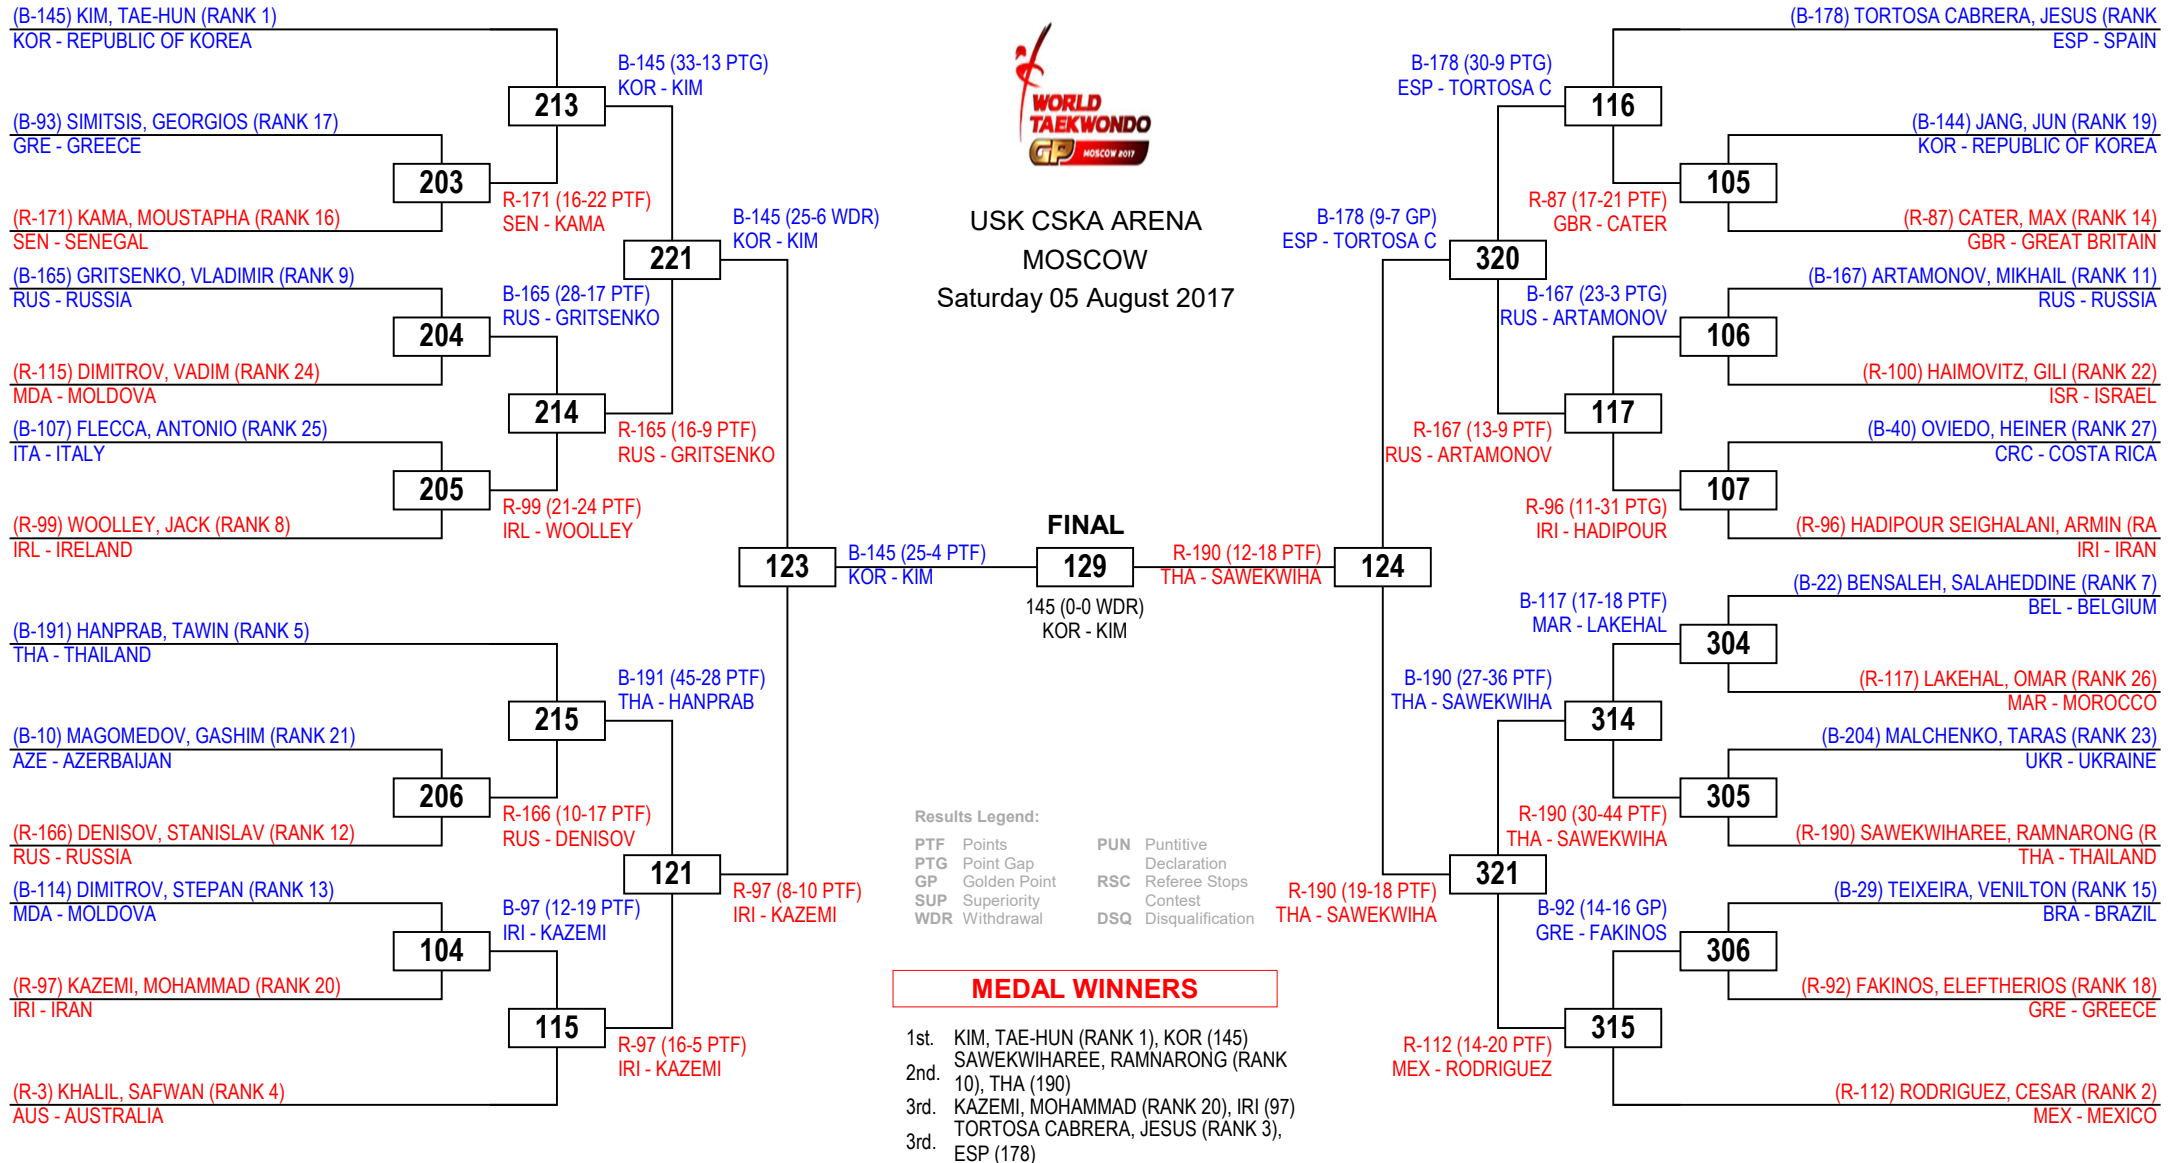 (B-145) KIM, TAE-HUN (RANK 1)
KOR - REPUBLIC OF KOREA
(B-93) SIMITSIS, GEORGIOS (RANK 17)
GRE - GREECE
(R-171) KAMA, MOUSTAPHA (RANK 16)
SEN - SENEGAL
(B-165) GRITSENKO, VLADIMIR (RANK 9)
RUS - RUSSIA
(R-115) DIMITROV, VADIM (RANK 24)
MDA - MOLDOVA
(B-107) FLECCA, ANTONIO (RANK 25)
ITA - ITALY
(R-99) WOOLLEY, JACK (RANK 8)
IRL - IRELAND
(B-191) HANPRAB, TAWIN (RANK 5)
THA - THAILAND
(B-10) MAGOMEDOV, GASHIM (RANK 21)
AZE - AZERBAIJAN
(R-166) DENISOV, STANISLAV (RANK 12)
RUS - RUSSIA
(B-114) DIMITROV, STEPAN (RANK 13)
MDA - MOLDOVA
(R-97) KAZEMI, MOHAMMAD (RANK 20)
IRI - IRAN
(R-3) KHALIL, SAFWAN (RANK 4)
AUS - AUSTRALIA
203
204
205
206
104
R-171 (16-22 PTF)
SEN - KAMA
B-165 (28-17 PTF)
RUS - GRITSENKO
R-99 (21-24 PTF)
IRL - WOOLLEY
R-166 (10-17 PTF)
RUS - DENISOV
B-97 (12-19 PTF)
IRI - KAZEMI
213
214
215
115
B-145 (33-13 PTG)
KOR - KIM
R-165 (16-9 PTF)
RUS - GRITSENKO
B-191 (45-28 PTF)
THA - HANPRAB
R-97 (16-5 PTF)
IRI - KAZEMI
221
121
B-145 (25-6 WDR)
KOR - KIM
R-97 (8-10 PTF)
IRI - KAZEMI
123
B-145 (25-4 PTF)
KOR - KIM
WORLD
TAEKWONDO
GP MOSCOW 2017
USK CSKA ARENA
MOSCOW
Saturday 05 August 2017
FINAL
129
145 (0-0 WDR)
KOR - KIM
R-190 (12-18 PTF)
THA - SAWEKWIHA
124
B-178 (9-7 GP)
ESP - TORTOSA C
R-190 (19-18 PTF)
THA - SAWEKWIHA
320
321
B-178 (30-9 PTG)
ESP - TORTOSA C
R-167 (13-9 PTF)
RUS - ARTAMONOV
B-190 (27-36 PTF)
THA - SAWEKWIHA
R-112 (14-20 PTF)
MEX - RODRIGUEZ
116
117
314
315
R-87 (17-21 PTF)
GBR - CATER
B-167 (23-3 PTG)
RUS - ARTAMONOV
R-96 (11-31 PTG)
IRI - HADIPOUR
B-117 (17-18 PTF)
MAR - LAKEHAL
R-190 (30-44 PTF)
THA - SAWEKWIHA
B-92 (14-16 GP)
GRE - FAKINOS
105
106
107
304
305
306
(B-178) TORTOSA CABRERA, JESUS (RANK
ESP - SPAIN
(B-144) JANG, JUN (RANK 19)
KOR - REPUBLIC OF KOREA
(R-87) CATER, MAX (RANK 14)
GBR - GREAT BRITAIN
(B-167) ARTAMONOV, MIKHAIL (RANK 11)
RUS - RUSSIA
(R-100) HAIMOVITZ, GILI (RANK 22)
ISR - ISRAEL
(B-40) OVIEDO, HEINER (RANK 27)
CRC - COSTA RICA
(R-96) HADIPOUR SEIGHALANI, ARMIN (RA
IRI - IRAN
(B-22) BENSALEH, SALAHEDDINE (RANK 7)
BEL - BELGIUM
(R-117) LAKEHAL, OMAR (RANK 26)
MAR - MOROCCO
(B-204) MALCHENKO, TARAS (RANK 23)
UKR - UKRAINE
(R-190) SAWEKWIHAREE, RAMNARONG (R
THA - THAILAND
(B-29) TEIXEIRA, VENILTON (RANK 15)
BRA - BRAZIL
(R-92) FAKINOS, ELEFTHERIOS (RANK 18)
GRE - GREECE
(R-112) RODRIGUEZ, CESAR (RANK 2)
MEX - MEXICO
Results Legend:
PTF Points
PTG Point Gap
GP Golden Point
SUP Superiority
WDR Withdrawal
PUN Puntitive
Declaration
RSC Referee Stops
Contest
DSQ Disqualification
MEDAL WINNERS
1st. KIM, TAE-HUN (RANK 1), KOR (145)
2nd. SAWEKWIHAREE, RAMNARONG (RANK
10), THA (190)
3rd. KAZEMI, MOHAMMAD (RANK 20), IRI (97)
3rd. TORTOSA CABRERA, JESUS (RANK 3),
ESP (178)